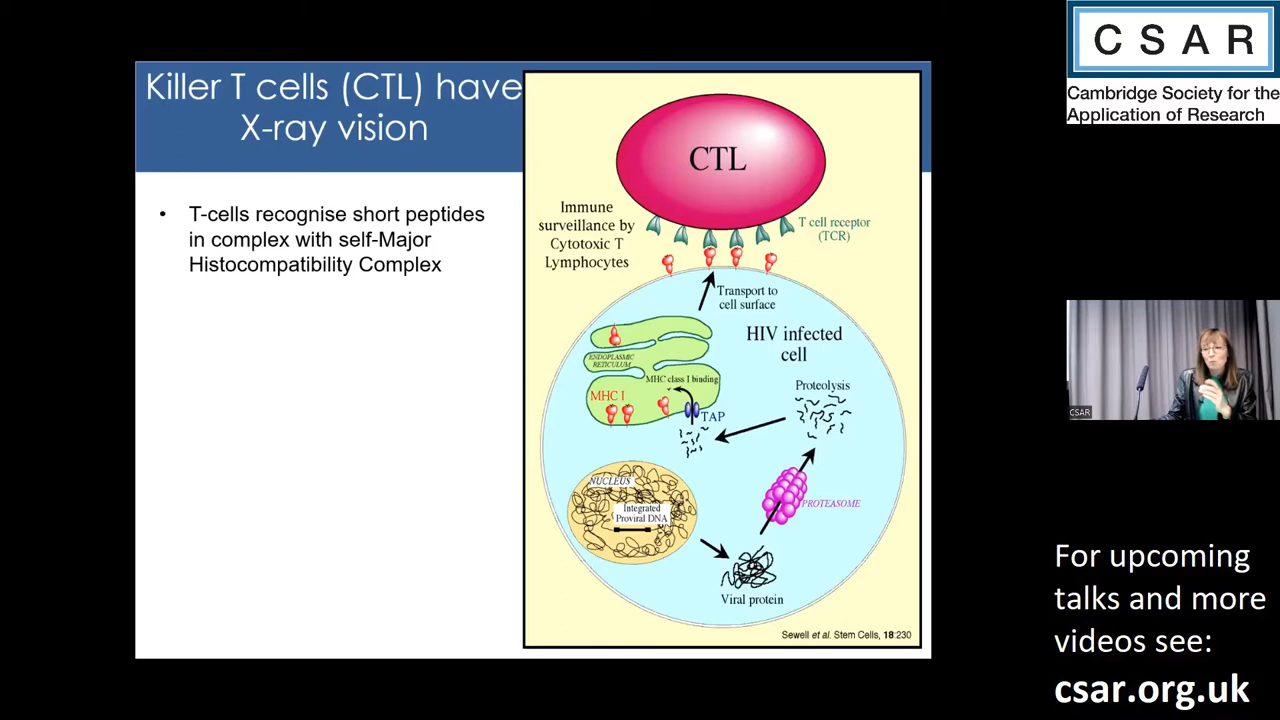 Killer T cells (CTL) have
X-ray vision
• T-cells recognise short peptides
in complex with self-Major
Histocompatibility Complex
CTL
Immune
surveillance by
Cytotoxic T
Lymphocytes
T cell receptor
(TCR)
Transport to
cell surface
HIV infected
cell
ENDOPLASMIC
RETICULUM
MHC class I binding
MHC I
TAP
Proteolysis
NUCLEUS
Integrated
Proviral DNA
PROTEASOME
Viral protein
Sewell et al. Stem Cells, 18:230
CSAR
Cambridge Society for the
Application of Research
CSAR
For upcoming
talks and more
videos see:
csar.org.uk